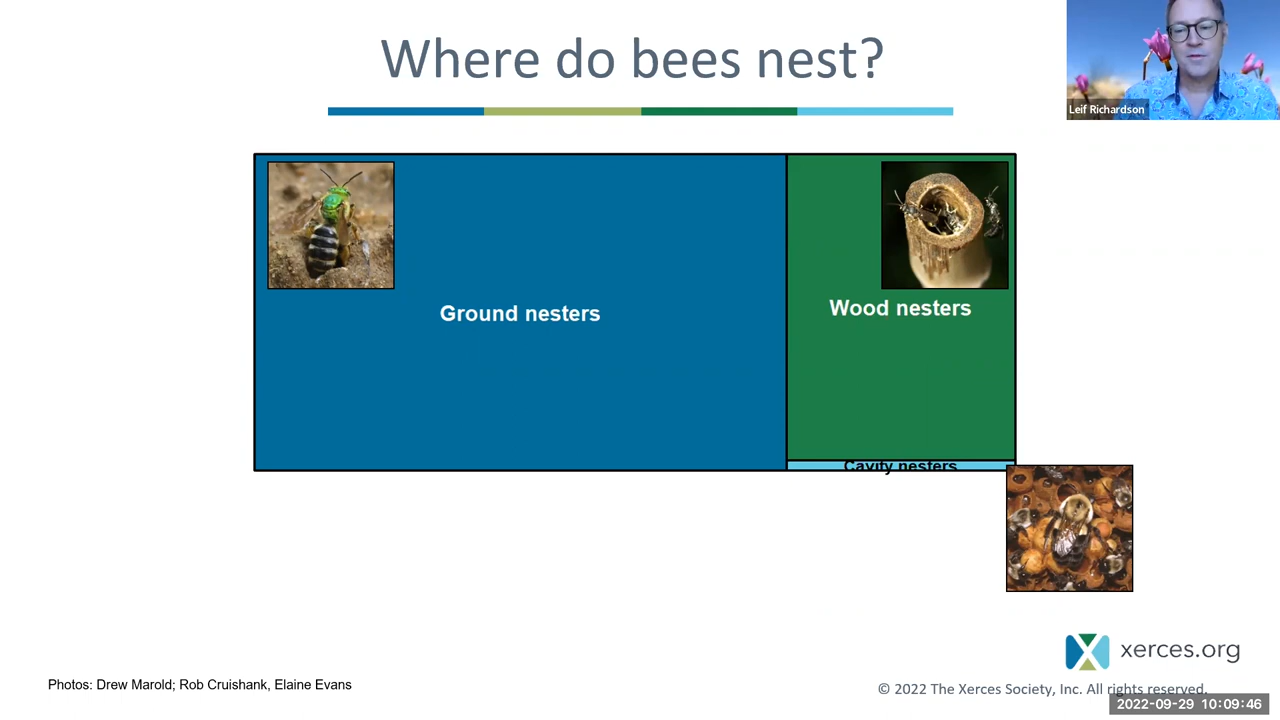 Where do bees nest?
Leif Richardson
Ground nesters
Wood nesters
Cavity nesters
xerces.org
Photos: Drew Marold; Rob Cruishank, Elaine Evans
© 2022 The Xerces Society, Inc. All rights reserved.
2022-09-29 10:09:46